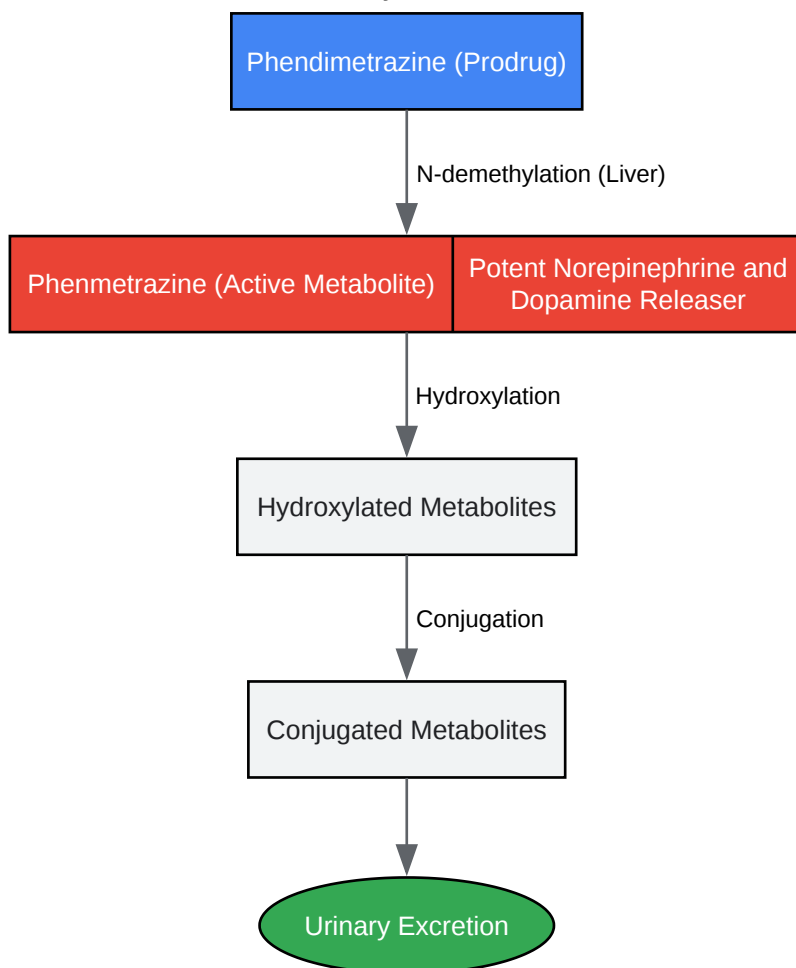 Phendimetrazine (Prodrug)
N-demethylation (Liver)
Phenmetrazine (Active Metabolite)
Potent Norepinephrine and
Dopamine Releaser
Hydroxylation
Hydroxylated Metabolites
Conjugation
Conjugated Metabolites
Urinary Excretion